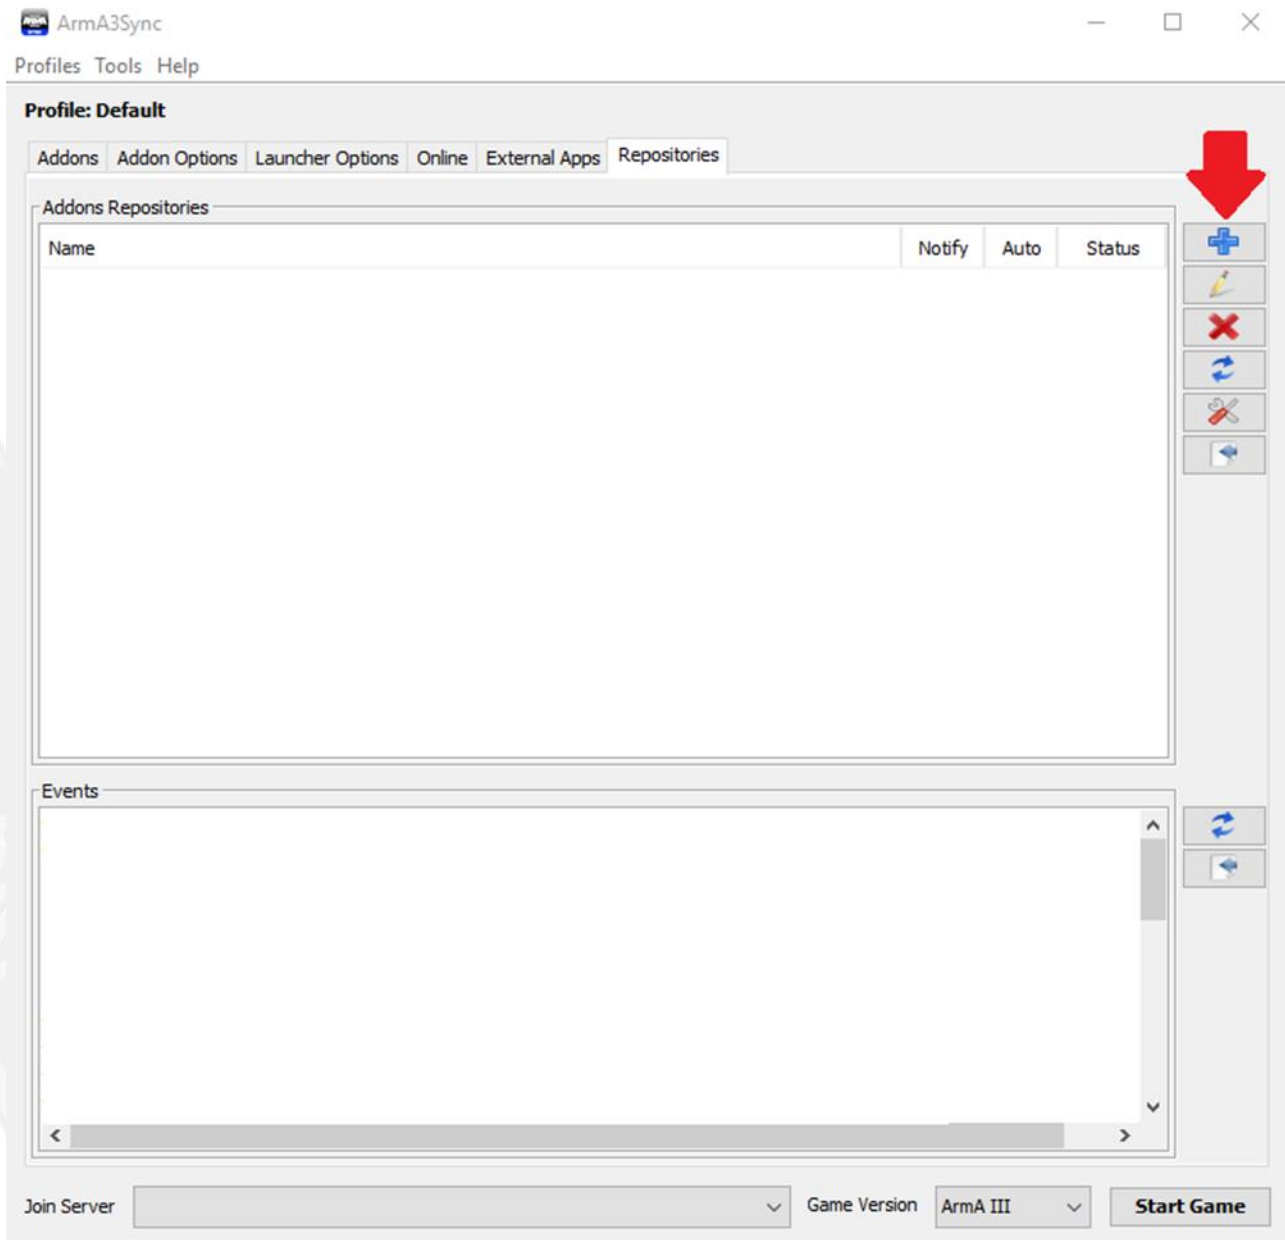 ArmA3Sync
Profiles Tools Help
Profile: Default
Addons Addon Options Launcher Options Online External Apps Repositories
Addons Repositories
Name Notify Auto Status
Events
Join Server Game Version ArmA III Start Game